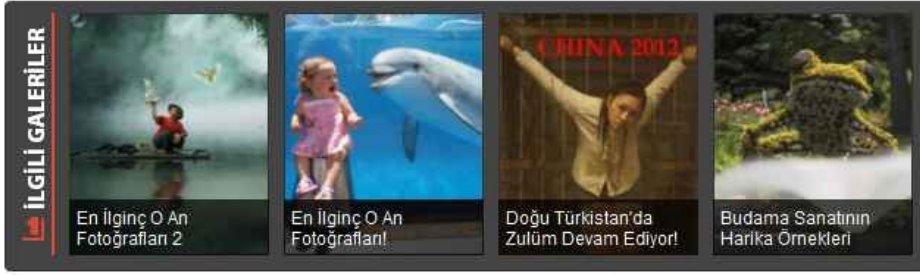 İLGİLİ GALERİLER
CHINA 2012
En İlginç O An
Fotoğrafları 2
En İlginç O An
Fotoğrafları!
Doğu Türkistan'da
Zulüm Devam Ediyor!
Budama Sanatının
Harika Örnekleri